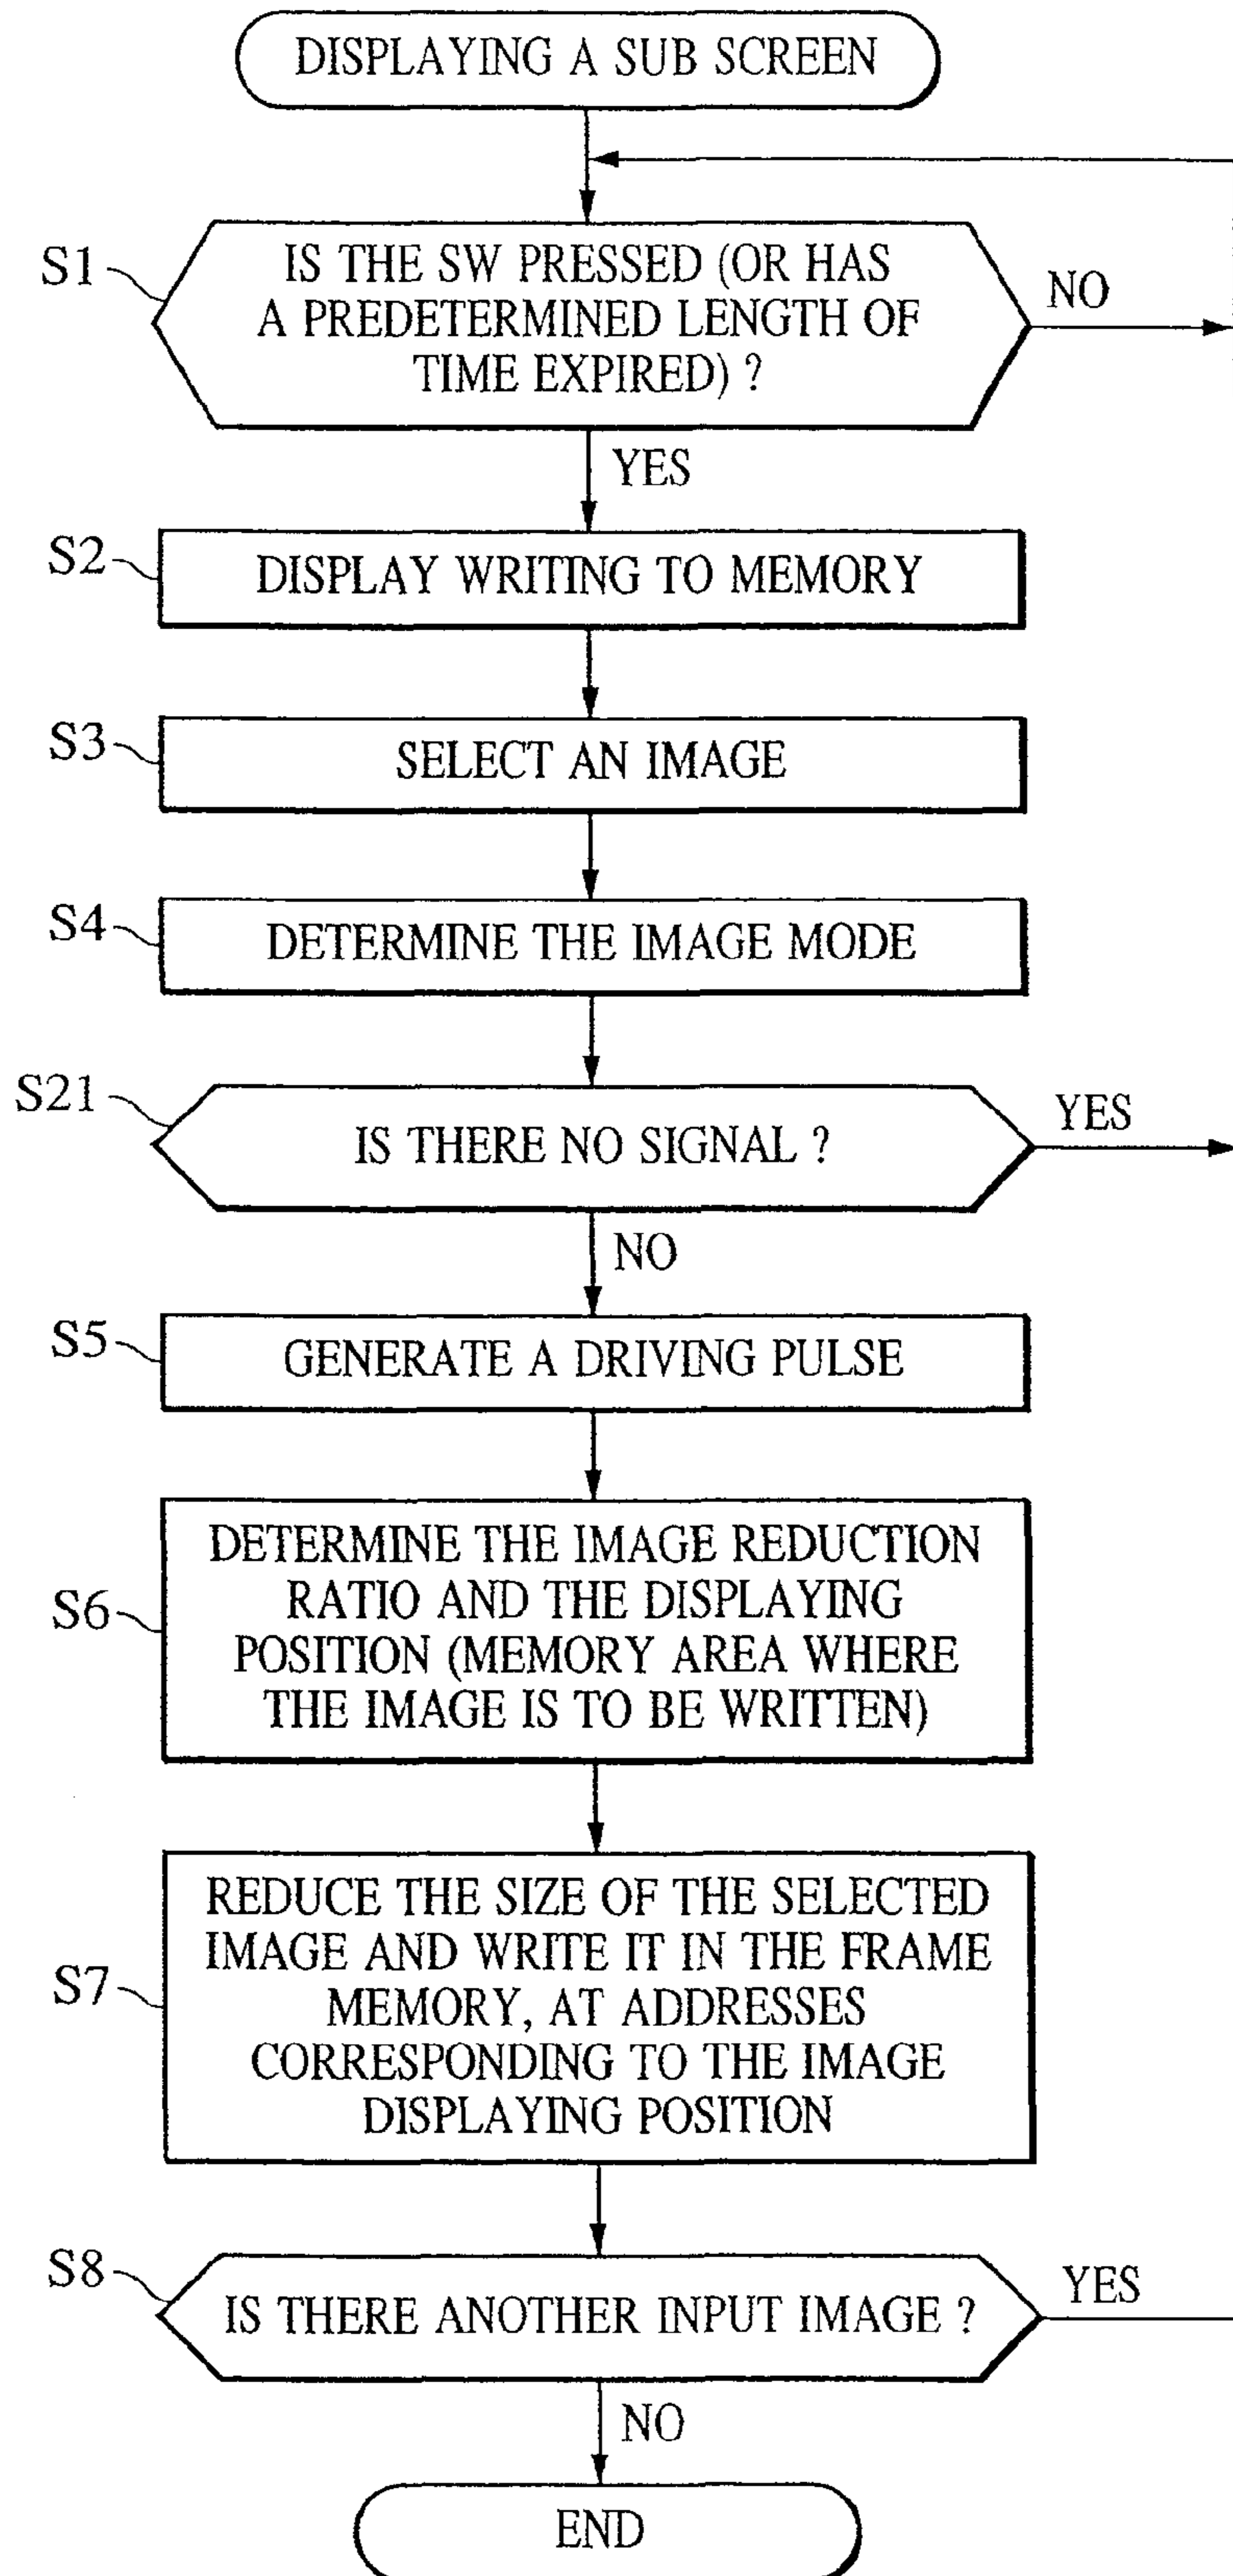 DISPLAYING A SUB SCREEN
S1
IS THE SW PRESSED (OR HAS
A PREDETERMINED LENGTH OF
TIME EXPIRED) ?
NO
YES
S2
DISPLAY WRITING TO MEMORY
S3
SELECT AN IMAGE
S4
DETERMINE THE IMAGE MODE
S21
IS THERE NO SIGNAL ?
YES
NO
S5
GENERATE A DRIVING PULSE
S6
DETERMINE THE IMAGE REDUCTION
RATIO AND THE DISPLAYING
POSITION (MEMORY AREA WHERE
THE IMAGE IS TO BE WRITTEN)
S7
REDUCE THE SIZE OF THE SELECTED
IMAGE AND WRITE IT IN THE FRAME
MEMORY, AT ADDRESSES
CORRESPONDING TO THE IMAGE
DISPLAYING POSITION
S8
IS THERE ANOTHER INPUT IMAGE ?
YES
NO
END